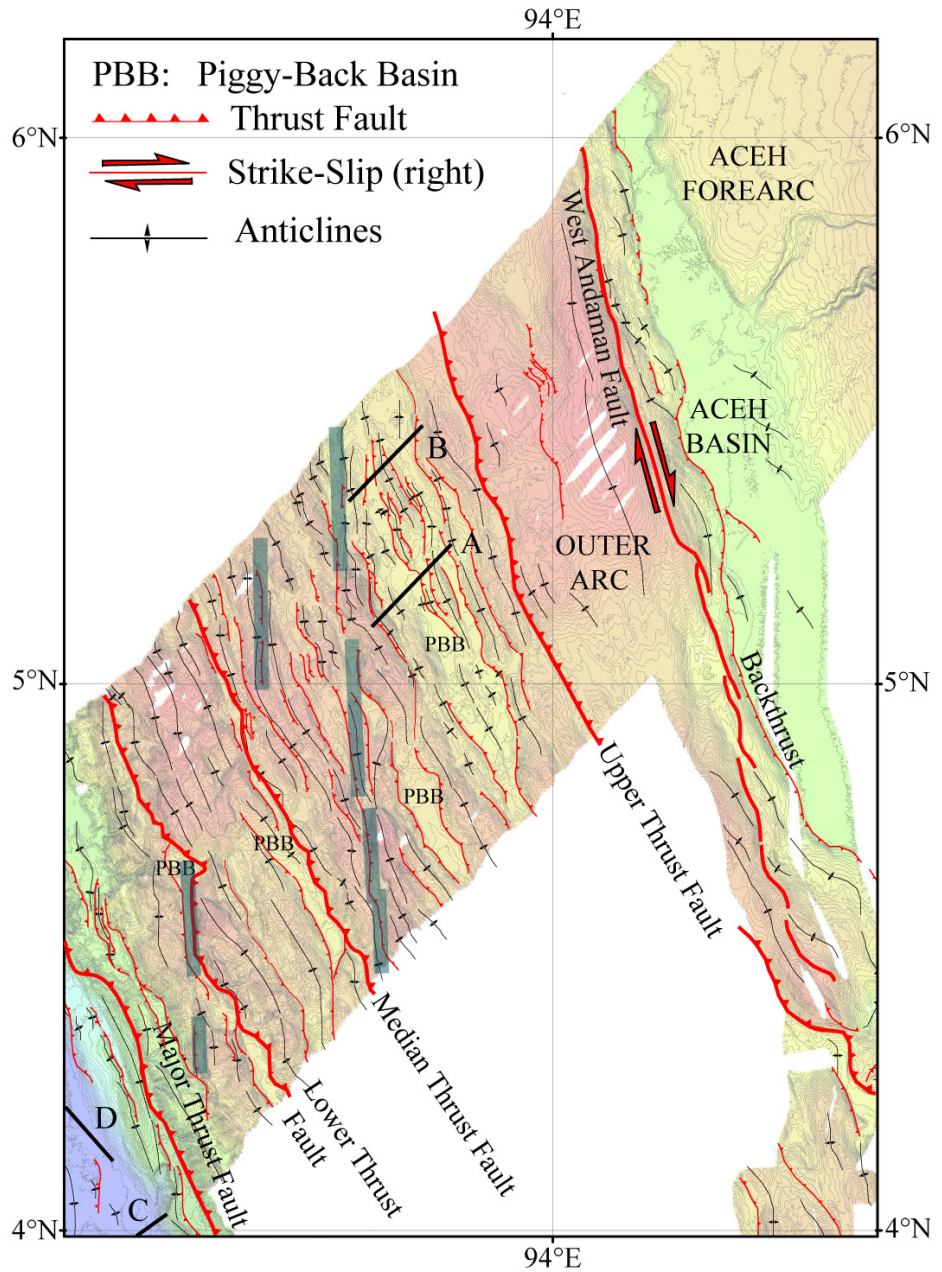 94°E
PBB: Piggy-Back Basin
Thrust Fault
Strike-Slip (right)
Anticlines
6°N
6°N
ACEH
FOREARC
West Andaman Fault
ACEH
BASIN
B
A
OUTER
ARC
PBB
5°N
5°N
Backthrust
Upper Thrust Fault
PBB
PBB
PBB
Median Thrust Fault
Lower Thrust
Fault
Major Thrust Fault
D
C
4°N
4°N
94°E